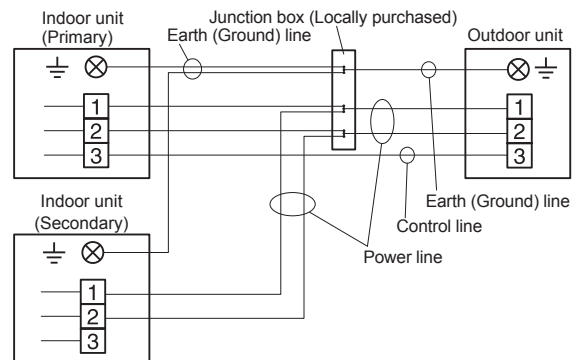 Indoor unit
(Primary)
Junction box (Locally purchased)
Earth (Ground) line
Outdoor unit
1
2
3
1
2
3
Earth (Ground) line
Control line
Power line
Indoor unit
(Secondary)
1
2
3